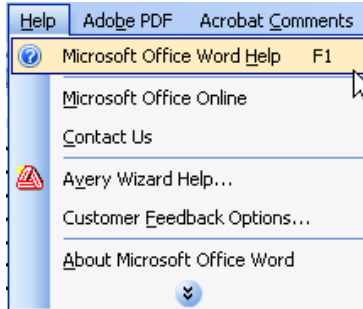 Help Adobe PDF Acrobat Comments
Microsoft Office Word Help F1
Microsoft Office Online
Contact Us
Avery Wizard Help...
Customer Feedback Options...
About Microsoft Office Word